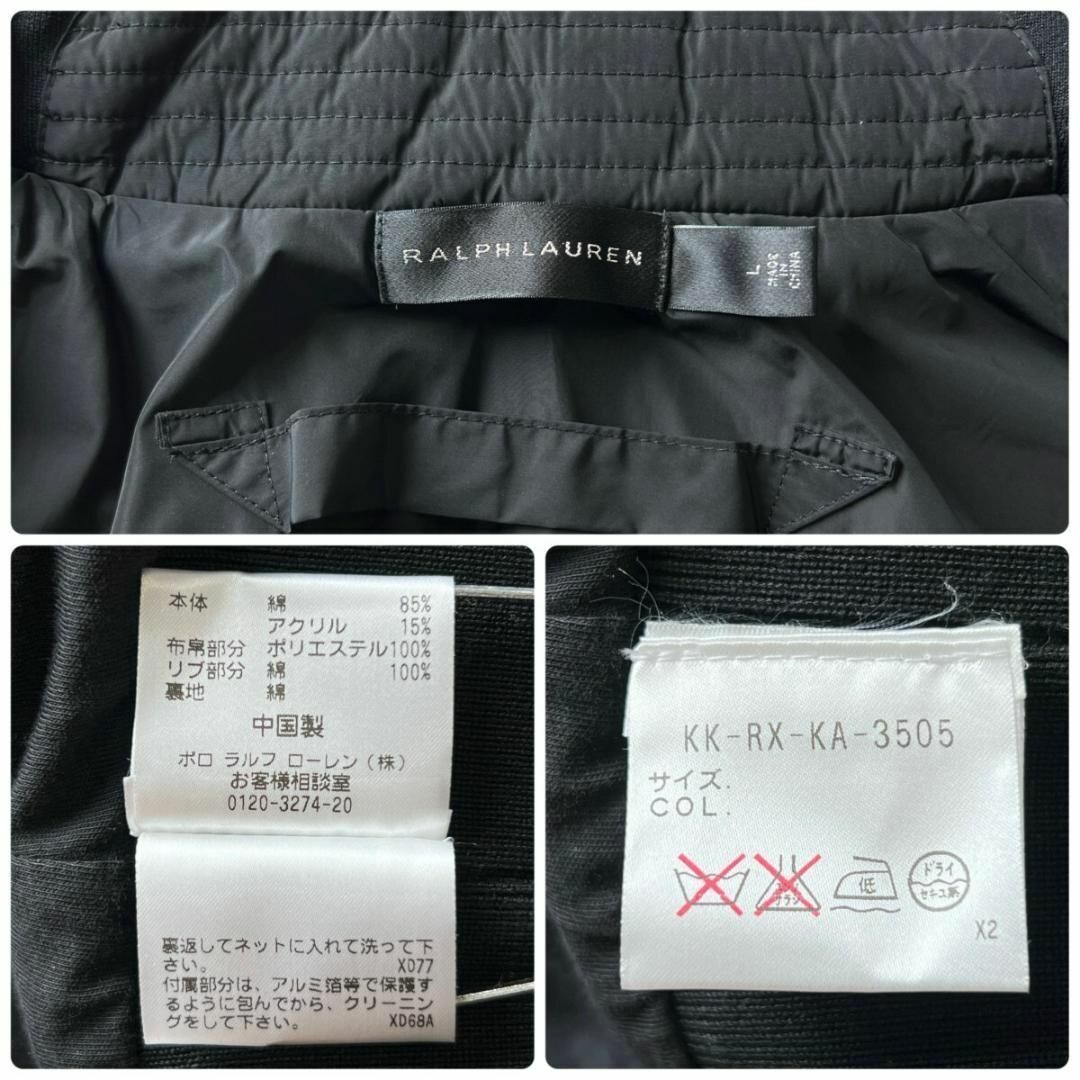 RALPH LAUREN
L
MADE
IN
CHINA
本体 綿 85%
アクリル 15%
布帛部分 ポリエステル100%
リブ部分 綿 100%
裏地 綿
中国製
ポロ ラルフ ローレン(株)
お客様相談室
0120-3274-20
裏返してネットに入れて洗って下
さい。 XD77
付属部分は、アルミ箔等で保護す
るように包んでから、クリーニン
グをして下さい。 XD68A
KK-RX-KA-3505
サイズ.
COL.
エンソ
サラシ
低
ドライ
セキユ系
X2